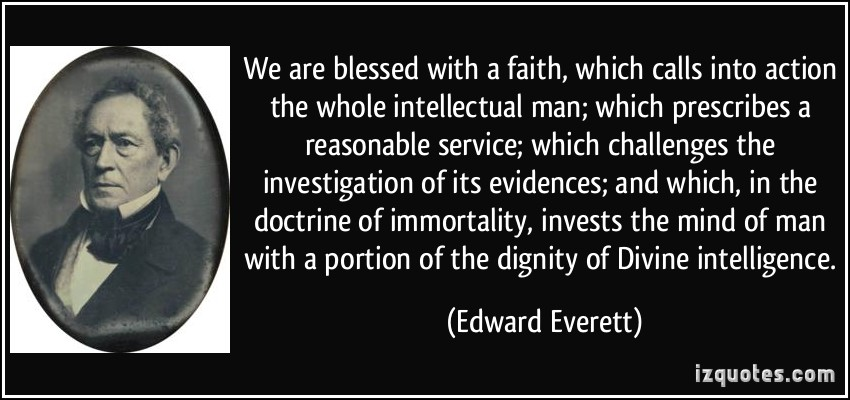 We are blessed with a faith, which calls into action
the whole intellectual man; which prescribes a
reasonable service; which challenges the
investigation of its evidences; and which, in the
doctrine of immortality, invests the mind of man
with a portion of the dignity of Divine intelligence.
(Edward Everett)
izquotes.com